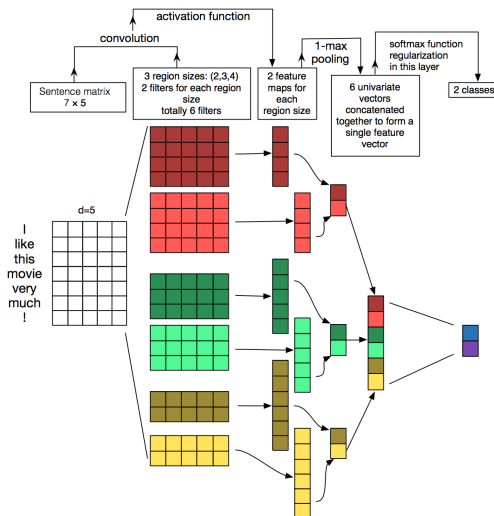 activation function
convolution
1-max
pooling
softmax function
regularization
in this layer
Sentence matrix
7 × 5
3 region sizes: (2,3,4)
2 filters for each region
size
totally 6 filters
2 feature
maps for
each
region size
6 univariate
vectors
concatenated
together to form a
single feature
vector
2 classes
d=5
I
like
this
movie
very
much
!